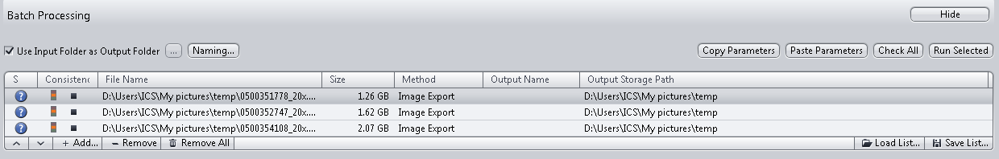 Batch Processing
Hide
Use Input Folder as Output Folder ... Naming... Copy Parameters Paste Parameters Check All Run Selected
S Consistenc File Name Size Method Output Name Output Storage Path
? D:\Users\ICS\My pictures\temp\0500351778_20x.... 1.26 GB Image Export D:\Users\ICS\My pictures\temp
? D:\Users\ICS\My pictures\temp\0500352747_20x.... 1.62 GB Image Export D:\Users\ICS\My pictures\temp
? D:\Users\ICS\My pictures\temp\0500354108_20x.... 2.07 GB Image Export D:\Users\ICS\My pictures\temp
+ Add... − Remove Remove All Load List... Save List...